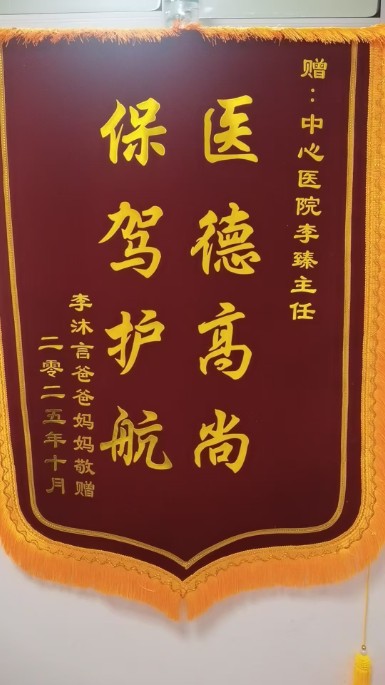 赠：中心医院李臻主任
医德高尚
保驾护航
李沐言爸爸妈妈敬赠
二零二五年十月